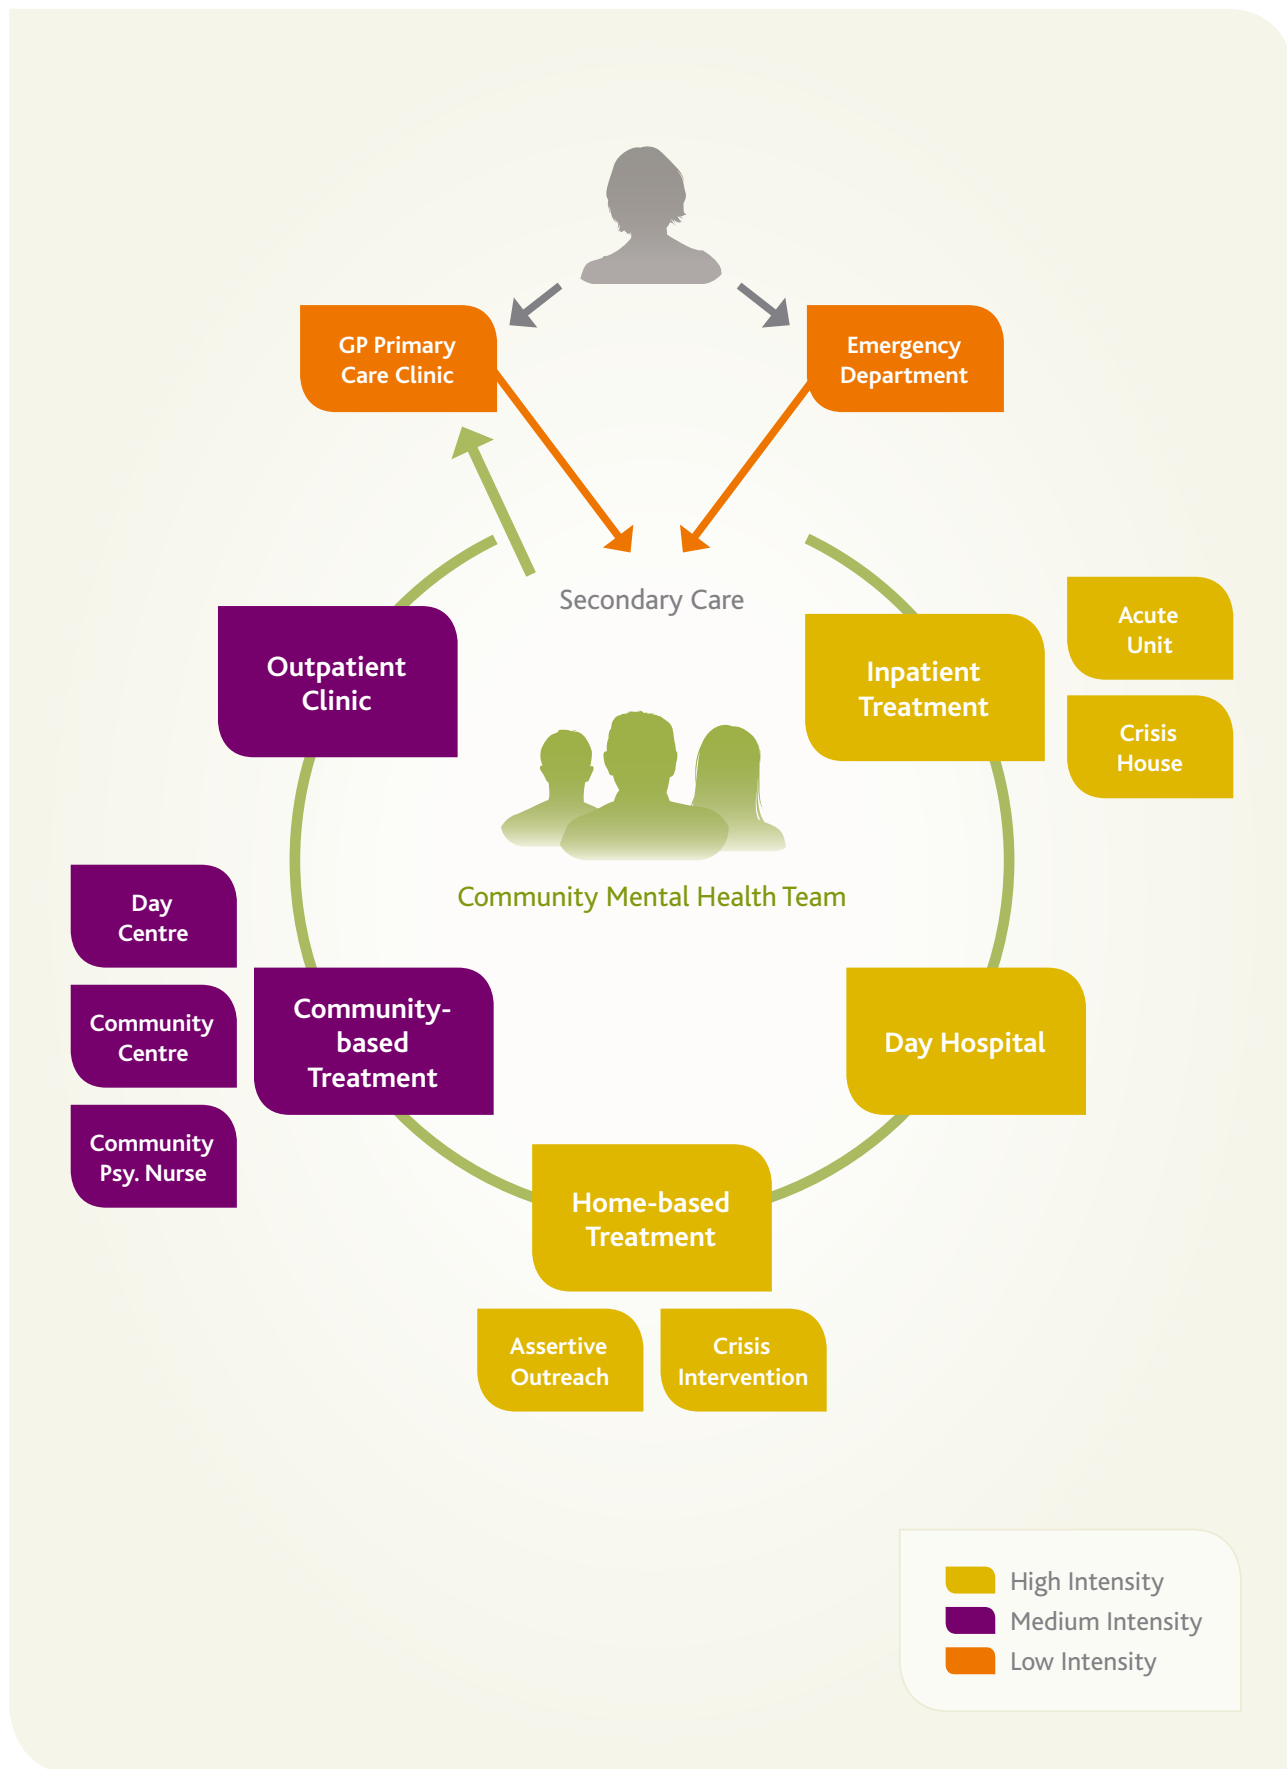 GP Primary
Care Clinic
Emergency
Department
Secondary Care
Outpatient
Clinic
Inpatient
Treatment
Acute
Unit
Crisis
House
Community Mental Health Team
Day
Centre
Community
Centre
Community
Psy. Nurse
Community-
based
Treatment
Day Hospital
Home-based
Treatment
Assertive
Outreach
Crisis
Intervention
High Intensity
Medium Intensity
Low Intensity